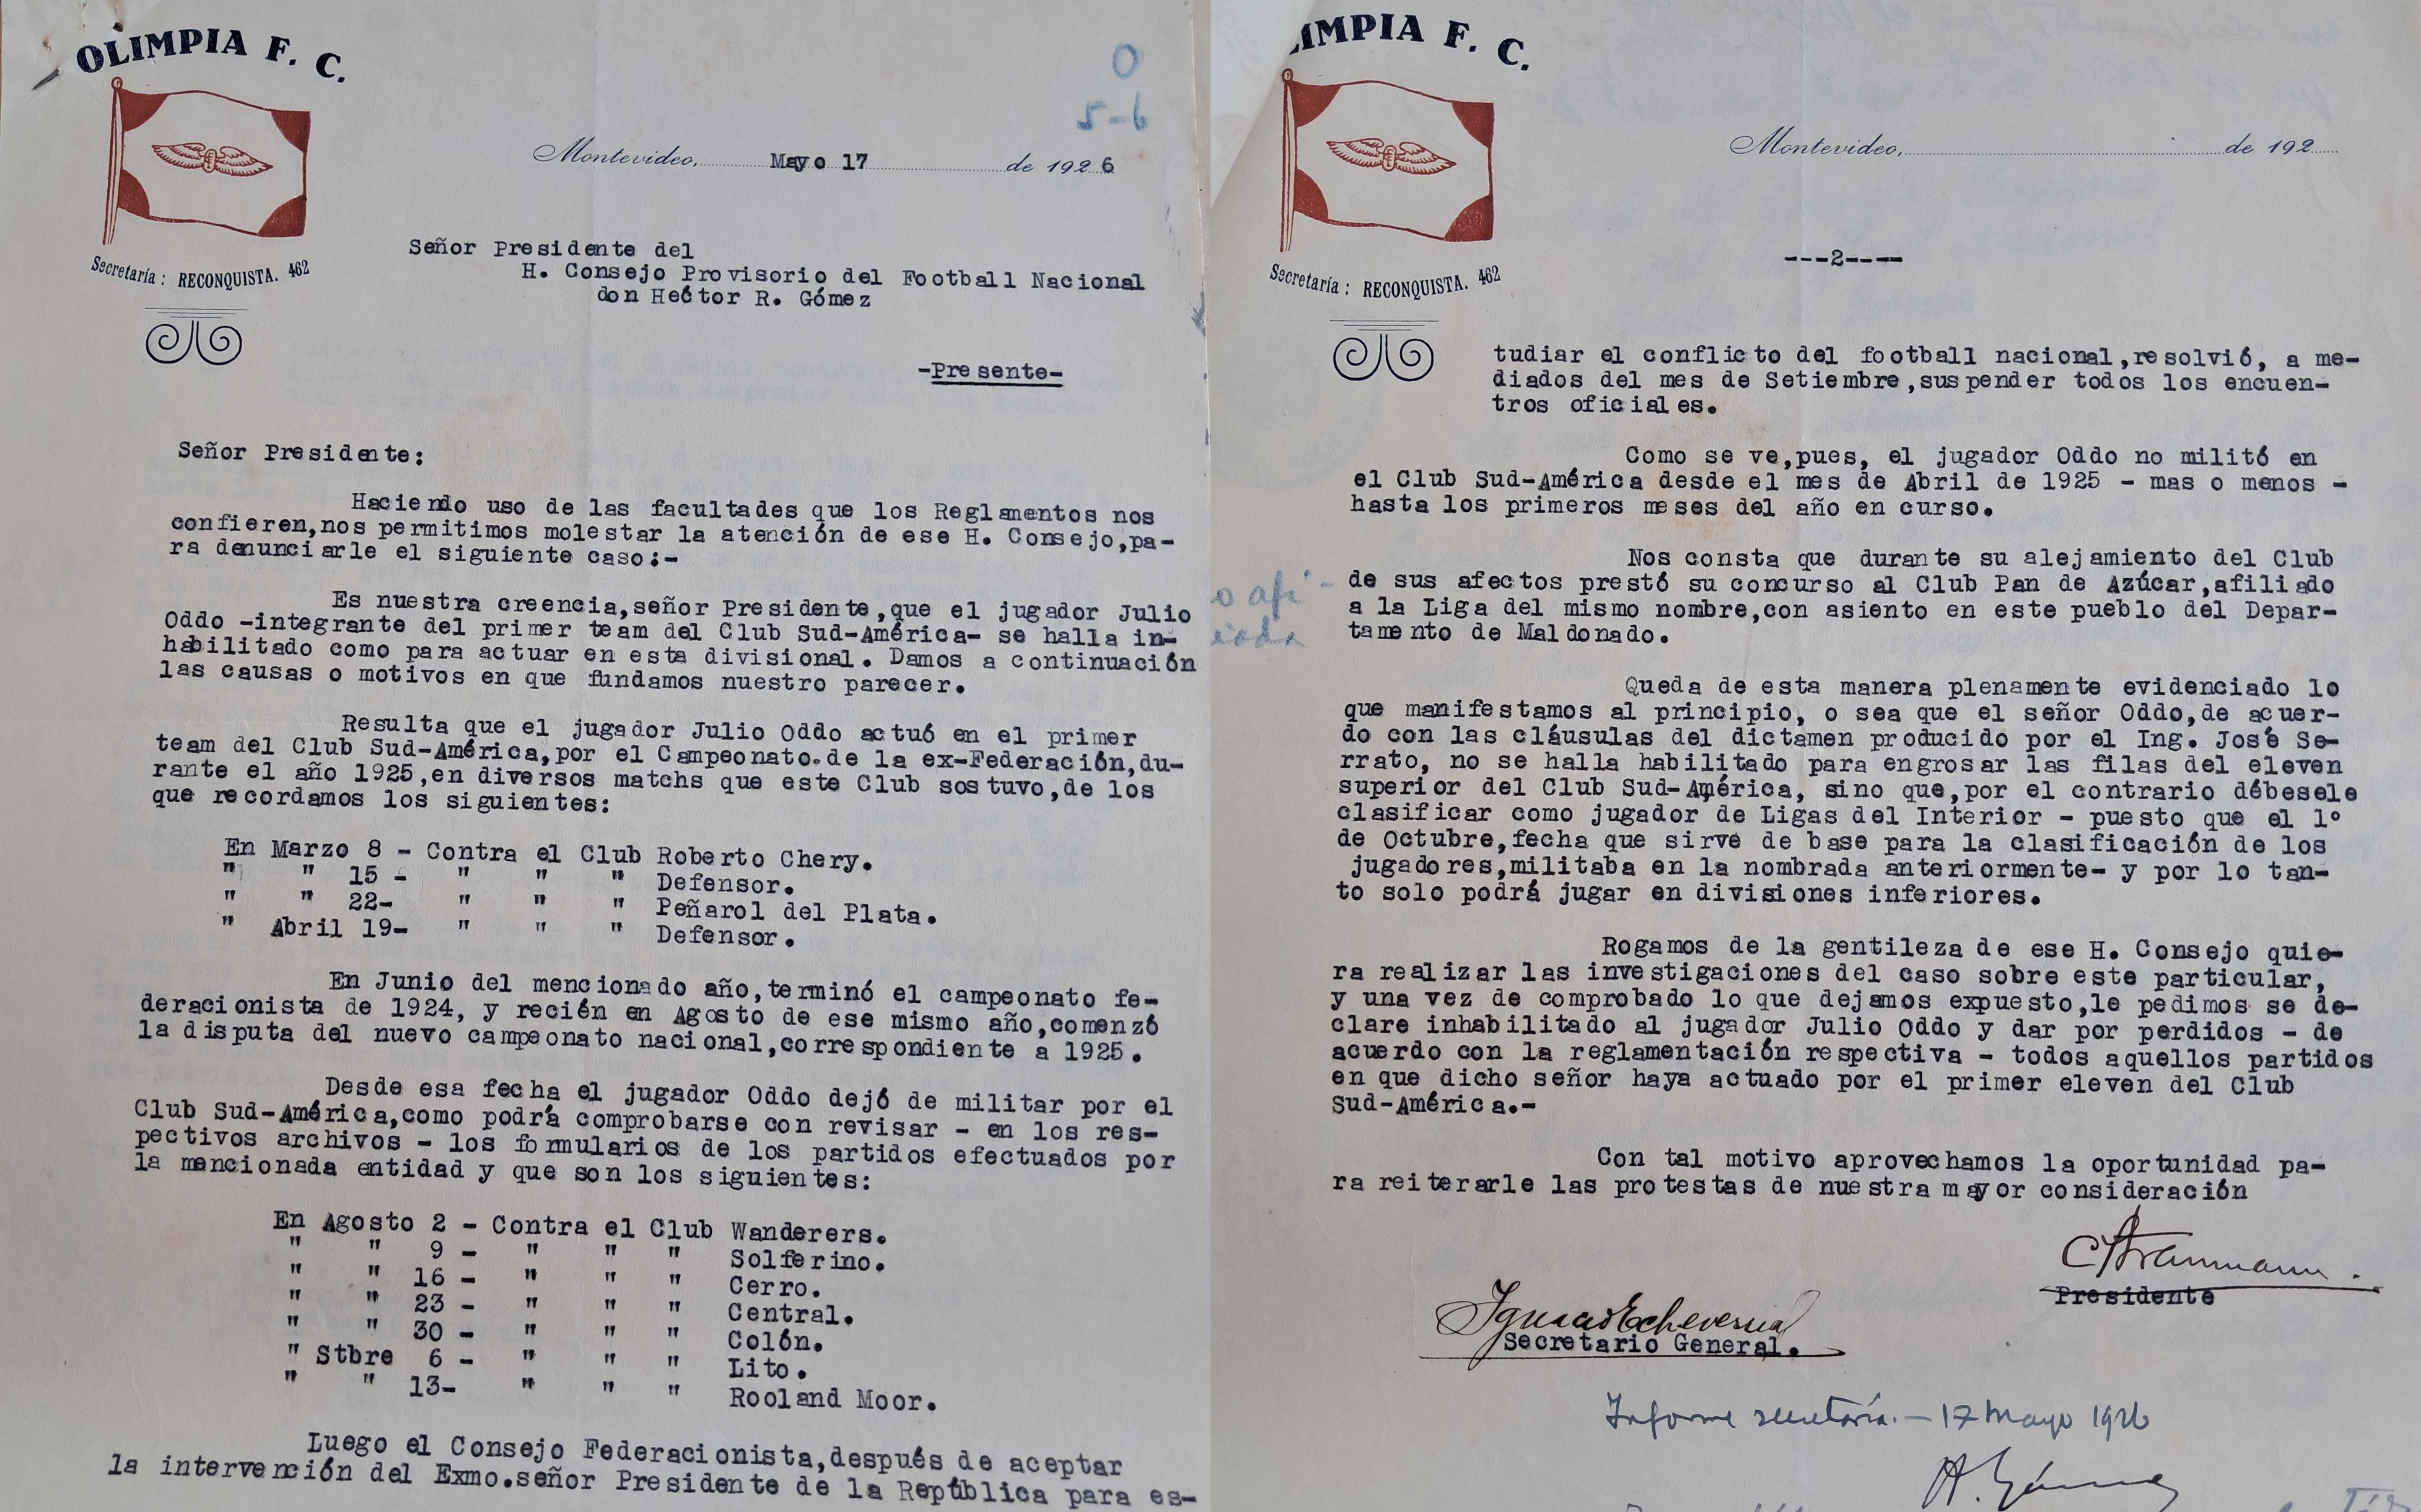 OLIMPIA F. C.
Secretaría: RECONQUISTA. 462
O
5-6
Montevideo, Mayo 17 de 1926
Señor Presidente del
H. Consejo Provisorio del Football Nacional
don Hećtor R. Gómez
-Presente-
Señor Presidente:
Haciendo uso de las facultades que los Reglamentos nos
confieren,nos permitimos molestar la atención de ese H. Consejo,pa-
ra denunciarle el siguiente caso:-
Es nuestra creencia,señor Presidente,que el jugador Julio
Oddo -integrante del primer team del Club Sud-América- se halla in-
habilitado como para actuar en esta divisional. Damos a continuación
las causas o motivos en que fundamos nuestro parecer.
Resulta que el jugador Julio Oddo actuó en el primer
team del Club Sud-América,por el Campeonato.de la ex-Federación,du-
rante el año 1925,en diversos matchs que este Club sostuvo,de los
que recordamos los siguientes:
En Marzo 8 - Contra el Club Roberto Chery.
" " 15 - " " " Defensor.
" " 22- " " " Peñarol del Plata.
" Abril 19- " " " Defensor.
En Junio del mencionado año,terminó el campeonato fe-
deracionista de 1924, y recién en Agosto de ese mismo año,comenzó
la disputa del nuevo campeonato nacional,correspondiente a 1925.
Desde esa fecha el jugador Oddo dejó de militar por el
Club Sud-América,como podrá comprobarse con revisar - en los res-
pectivos archivos - los formularios de los partidos efectuados por
la mencionada entidad y que son los siguientes:
En Agosto 2 - Contra el Club Wanderers.
" " 9 - " " " Solferino.
" " 16 - " " " Cerro.
" " 23 - " " " Central.
" " 30 - " " " Colón.
" Stbre 6 - " " " Lito.
" " 13- " " " Rooland Moor.
Luego el Consejo Federacionista,después de aceptar
la intervención del Exmo.señor Presidente de la República para es-
LIMPIA F. C.
Secretaría: RECONQUISTA. 462
Montevideo, de 192
---2----
tudiar el conflicto del football nacional,resolvió, a me-
diados del mes de Setiembre,suspender todos los encuen-
tros oficiales.
Como se ve,pues, el jugador Oddo no militó en
el Club Sud-América desde el mes de Abril de 1925 - mas o menos -
hasta los primeros meses del año en curso.
Nos consta que durante su alejamiento del Club
de sus afectos prestó su concurso al Club Pan de Azúcar,afiliado
a la Liga del mismo nombre,con asiento en este pueblo del Depar-
tamento de Maldonado.
Queda de esta manera plenamente evidenciado lo
que manifestamos al principio, o sea que el señor Oddo,de acuer-
do con las cláusulas del dictamen producido por el Ing. José Se-
rrato, no se halla habilitado para engrosar las filas del eleven
superior del Club Sud-América, sino que,por el contrario débesele
clasificar como jugador de Ligas del Interior - puesto que el 1°
de Octubre,fecha que sirve de base para la clasificación de los
jugadores,militaba en la nombrada anteriormente- y por lo tan-
to solo podrá jugar en divisiones inferiores.
Rogamos de la gentileza de ese H. Consejo quie-
ra realizar las investigaciones del caso sobre este particular,
y una vez de comprobado lo que dejamos expuesto,le pedimos se de-
clare inhabilitado al jugador Julio Oddo y dar por perdidos - de
acuerdo con la reglamentación respectiva - todos aquellos partidos
en que dicho señor haya actuado por el primer eleven del Club
Sud-América.-
Con tal motivo aprovechamos la oportunidad pa-
ra reiterarle las protestas de nuestra mayor consideración
Presidente
Ignacio Echeverria
Secretario General.
Informe secretaría.- 17 Mayo 1926
H. Gómez